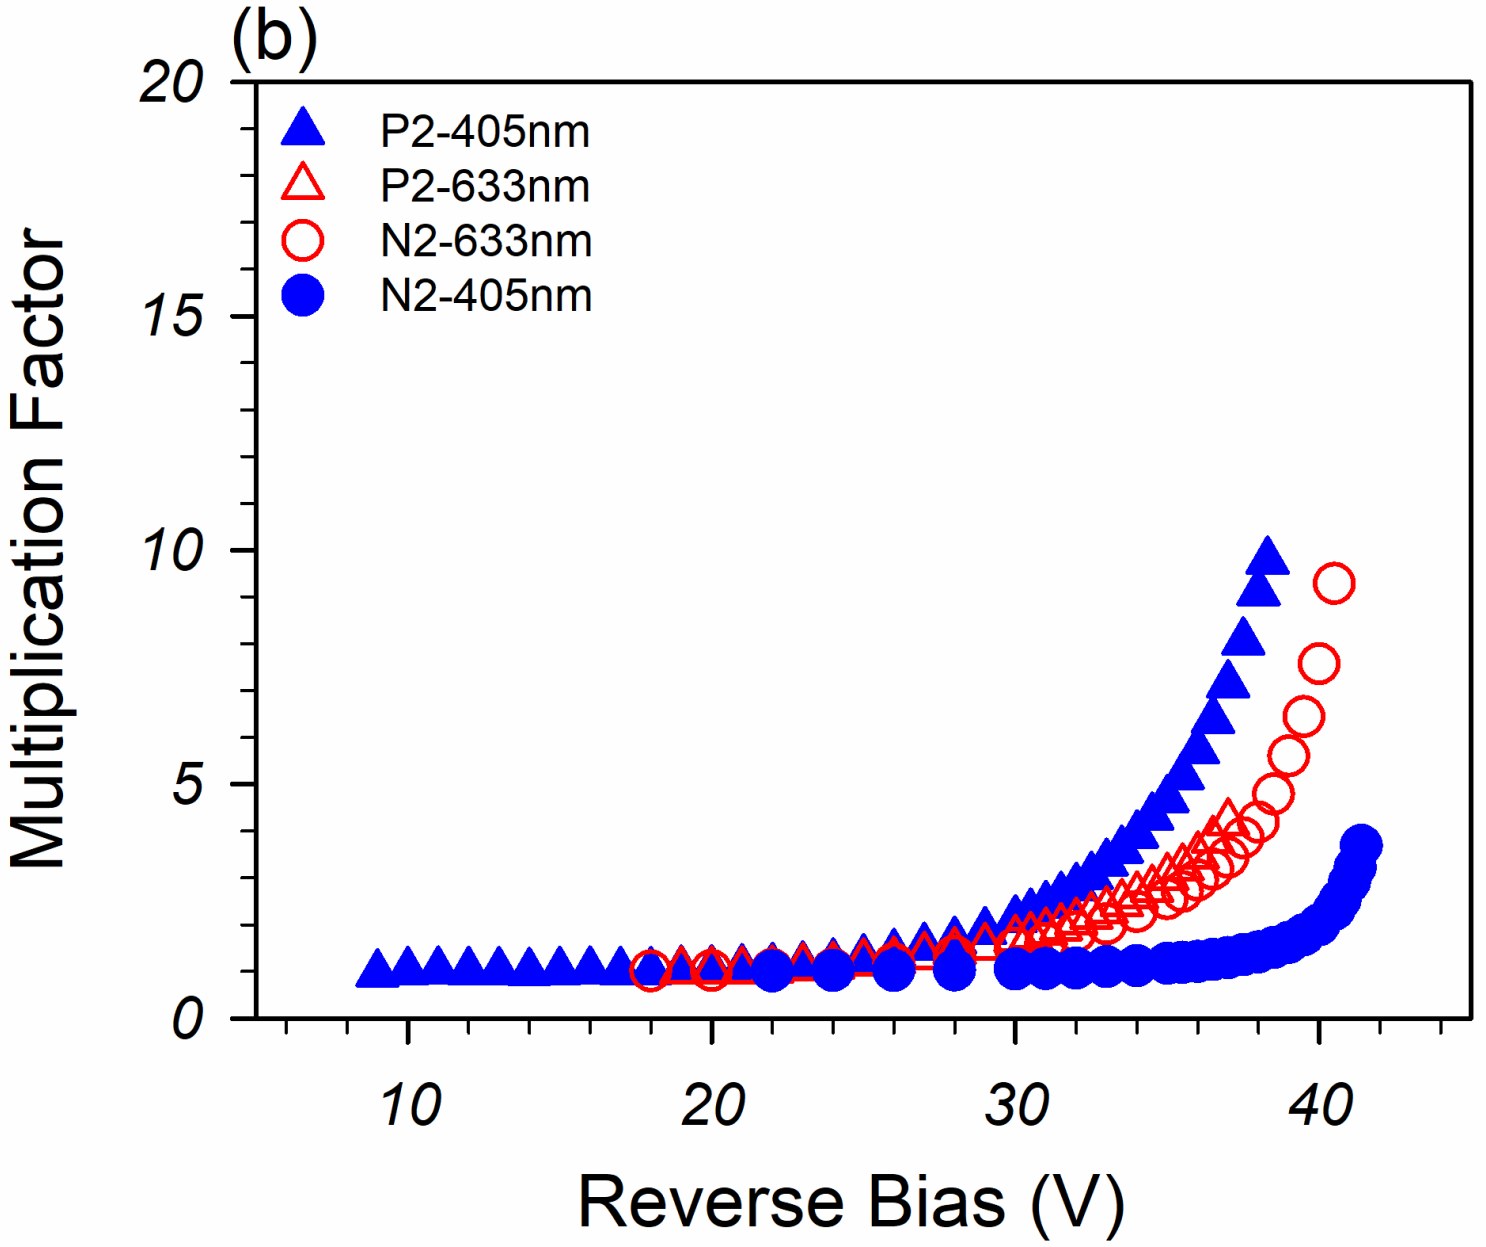 (b)
20
15
10
5
0
Multiplication Factor
P2-405nm
P2-633nm
N2-633nm
N2-405nm
10 20 30 40
Reverse Bias (V)